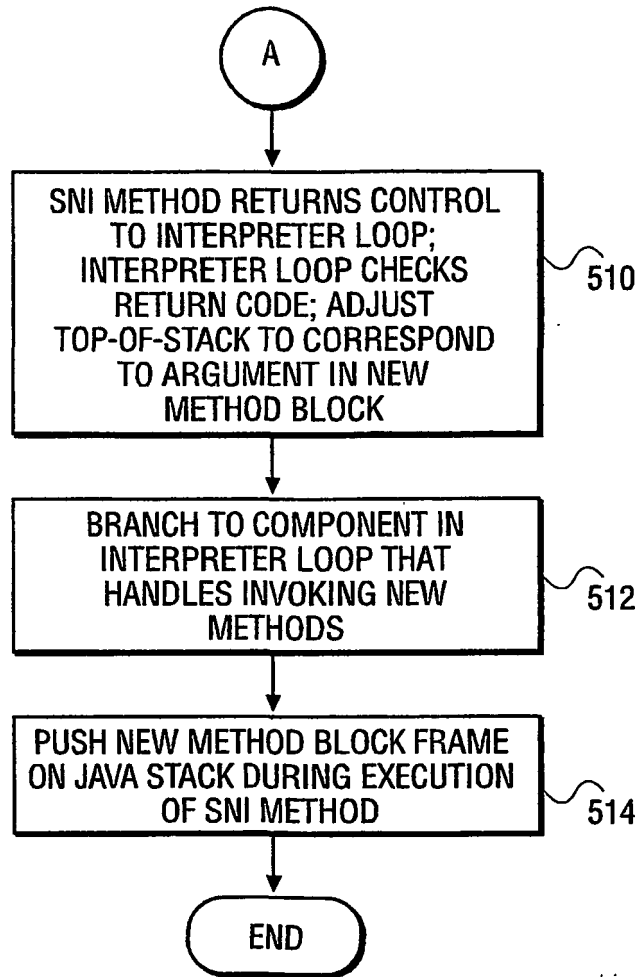 A
SNI METHOD RETURNS CONTROL
TO INTERPRETER LOOP;
INTERPRETER LOOP CHECKS
RETURN CODE; ADJUST
TOP-OF-STACK TO CORRESPOND
TO ARGUMENT IN NEW
METHOD BLOCK
510
BRANCH TO COMPONENT IN
INTERPRETER LOOP THAT
HANDLES INVOKING NEW
METHODS
512
PUSH NEW METHOD BLOCK FRAME
ON JAVA STACK DURING EXECUTION
OF SNI METHOD
514
END